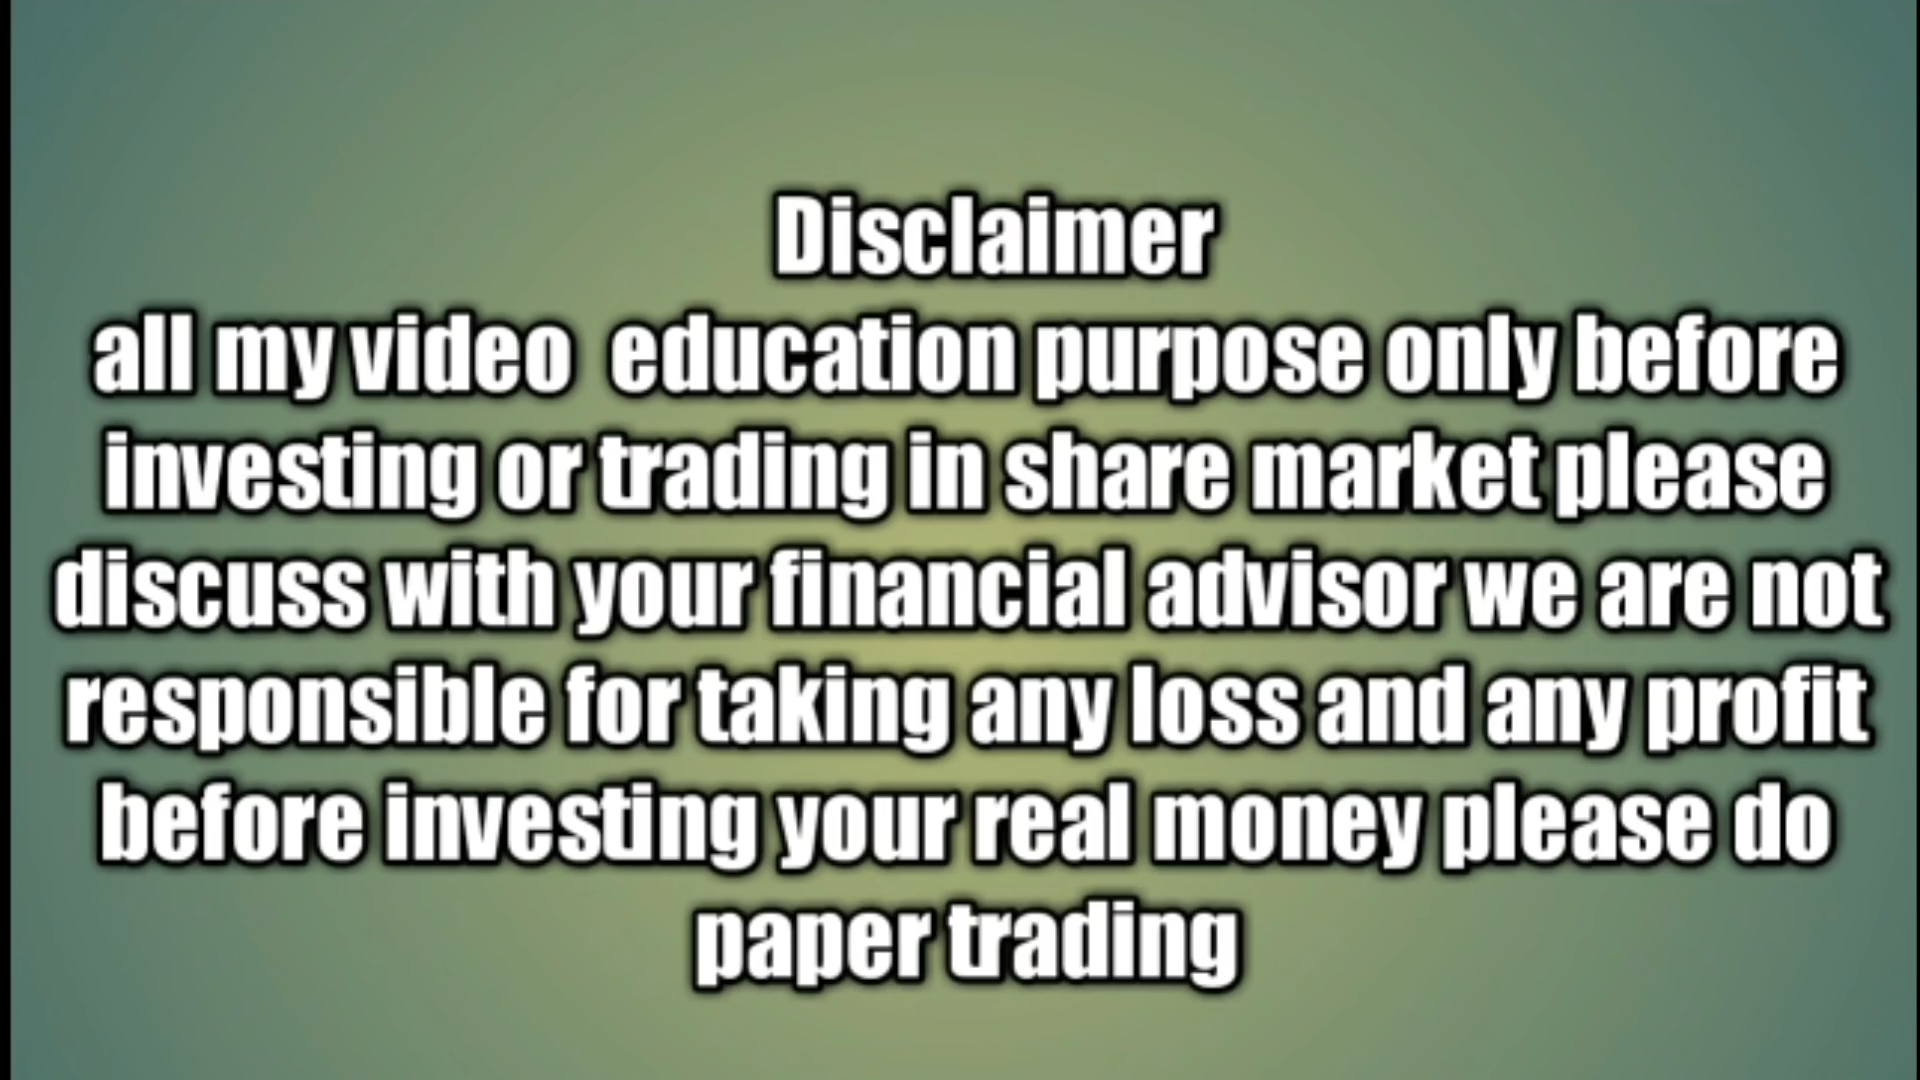 Disclaimer
all my video  education purpose only before
investing or trading in share market please
discuss with your financial advisor we are not
responsible for taking any loss and any profit
before investing your real money please do
paper trading